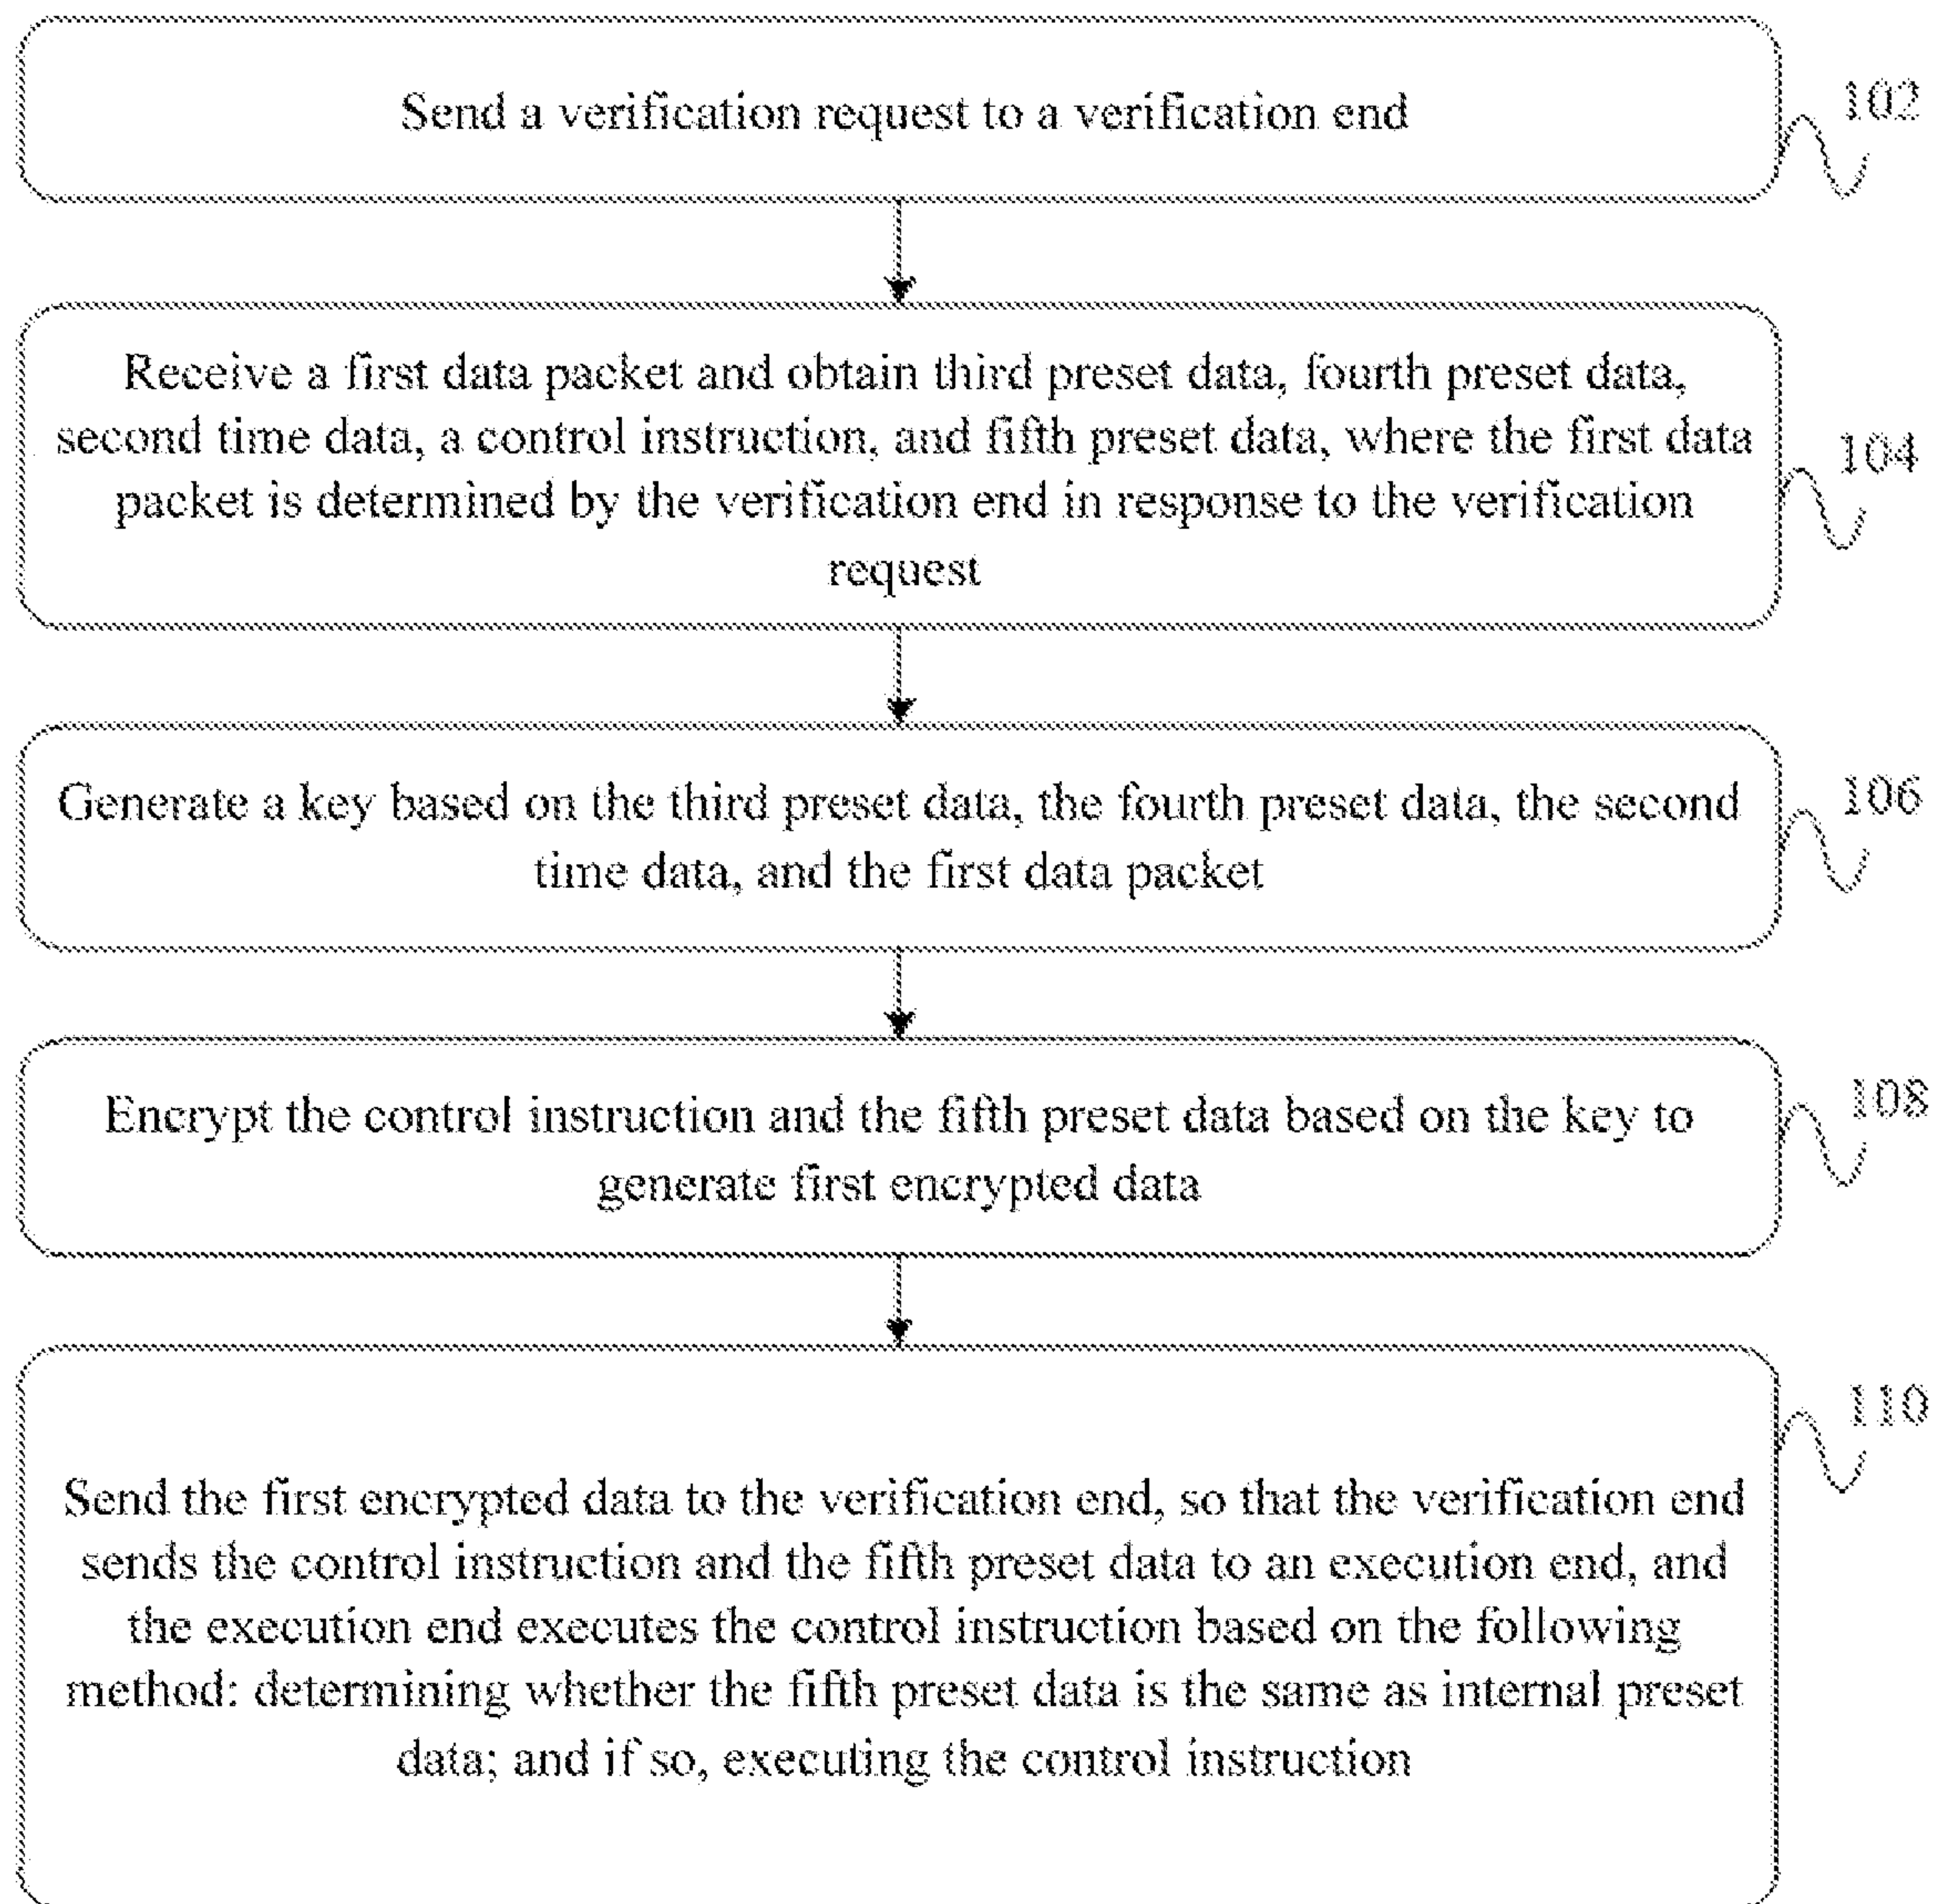 Send a verification request to a verification end
102
Receive a first data packet and obtain third preset data, fourth preset data,
second time data, a control instruction, and fifth preset data, where the first data
packet is determined by the verification end in response to the verification
request
104
Generate a key based on the third preset data, the fourth preset data, the second
time data, and the first data packet
106
Encrypt the control instruction and the fifth preset data based on the key to
generate first encrypted data
108
Send the first encrypted data to the verification end, so that the verification end
sends the control instruction and the fifth preset data to an execution end, and
the execution end executes the control instruction based on the following
method: determining whether the fifth preset data is the same as internal preset
data; and if so, executing the control instruction
110